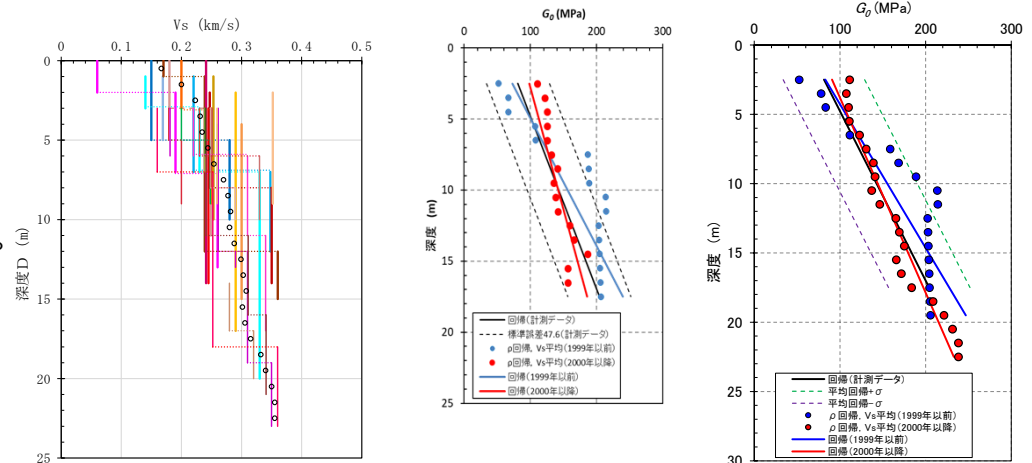 Vs (km/s)
0 0.1 0.2 0.3 0.4 0.5
0
5
10
15
20
25
深度D (m)
G0 (MPa)
0 100 200 300
0
5
10
15
20
25
深度 (m)
回帰(計測データ)
標準誤差47.6(計測データ)
ρ回帰, Vs平均(1999年以前)
ρ回帰, Vs平均(2000年以降)
回帰(1999年以前)
回帰(2000年以降)
G0 (MPa)
0 100 200 300
0
5
10
15
20
25
30
深度 (m)
回帰(計測データ)
平均回帰+σ
平均回帰-σ
ρ回帰, Vs平均(1999年以前)
ρ回帰, Vs平均(2000年以降)
回帰(1999年以前)
回帰(2000年以降)